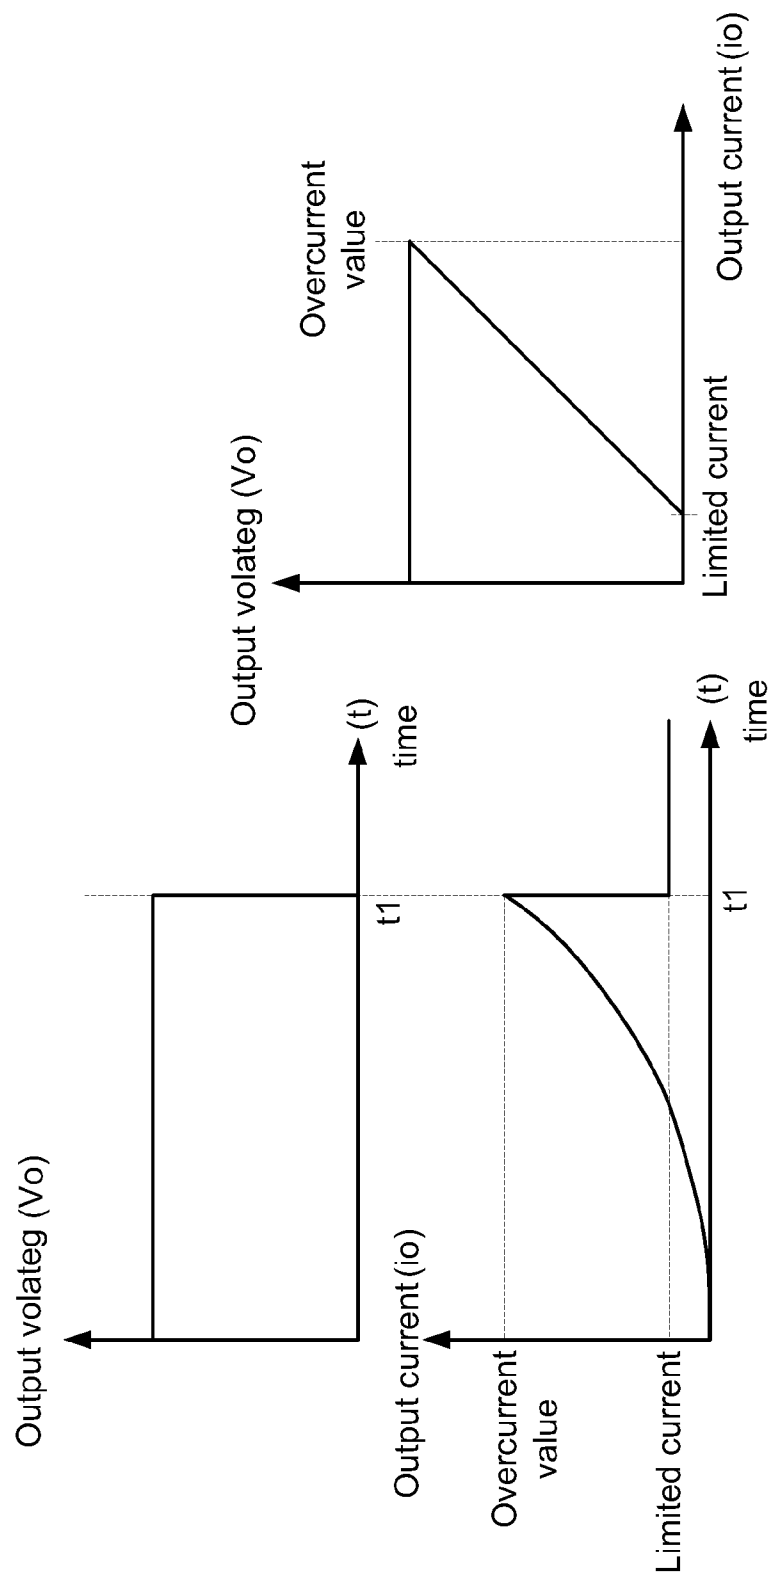 Output volateg (Vo)
t1
(t)
time
Output current (io)
Overcurrent
value
Limited current
t1
(t)
time
Output volateg (Vo)
Overcurrent
value
Limited current
Output current (io)